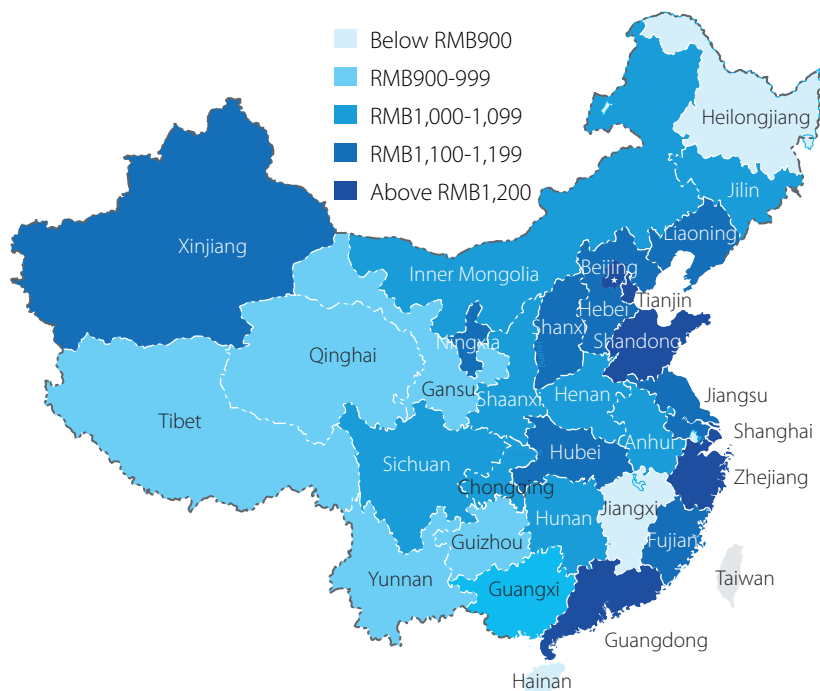 Below RMB900
RMB900-999
RMB1,000-1,099
RMB1,100-1,199
Above RMB1,200
Heilongjiang
Jilin
Liaoning
Xinjiang
Inner Mongolia
Beijing
Tianjin
Hebei
Shanxi
Shandong
Ningxia
Qinghai
Gansu
Shaanxi
Henan
Jiangsu
Tibet
Anhui
Shanghai
Sichuan
Hubei
Zhejiang
Chongqing
Jiangxi
Hunan
Fujian
Guizhou
Yunnan
Guangxi
Taiwan
Guangdong
Hainan